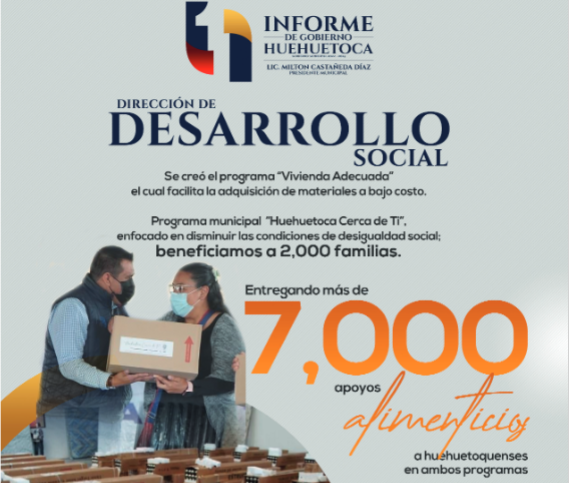 INFORME
DE GOBIERNO
HUEHUETOCA
LIC. MILTON CASTAÑEDA DÍAZ
PRESIDENTE MUNICIPAL
DIRECCIÓN DE
DESARROLLO
SOCIAL
Se creó el programa “Vivienda Adecuada”
el cual facilita la adquisición de materiales a bajo costo.
Programa municipal "Huehuetoca Cerca de Ti",
enfocado en disminuir las condiciones de desigualdad social;
beneficiamos a 2,000 familias.
Entregando más de
7,000
apoyos
alimenticios
a huehuetoquenses
en ambos programas